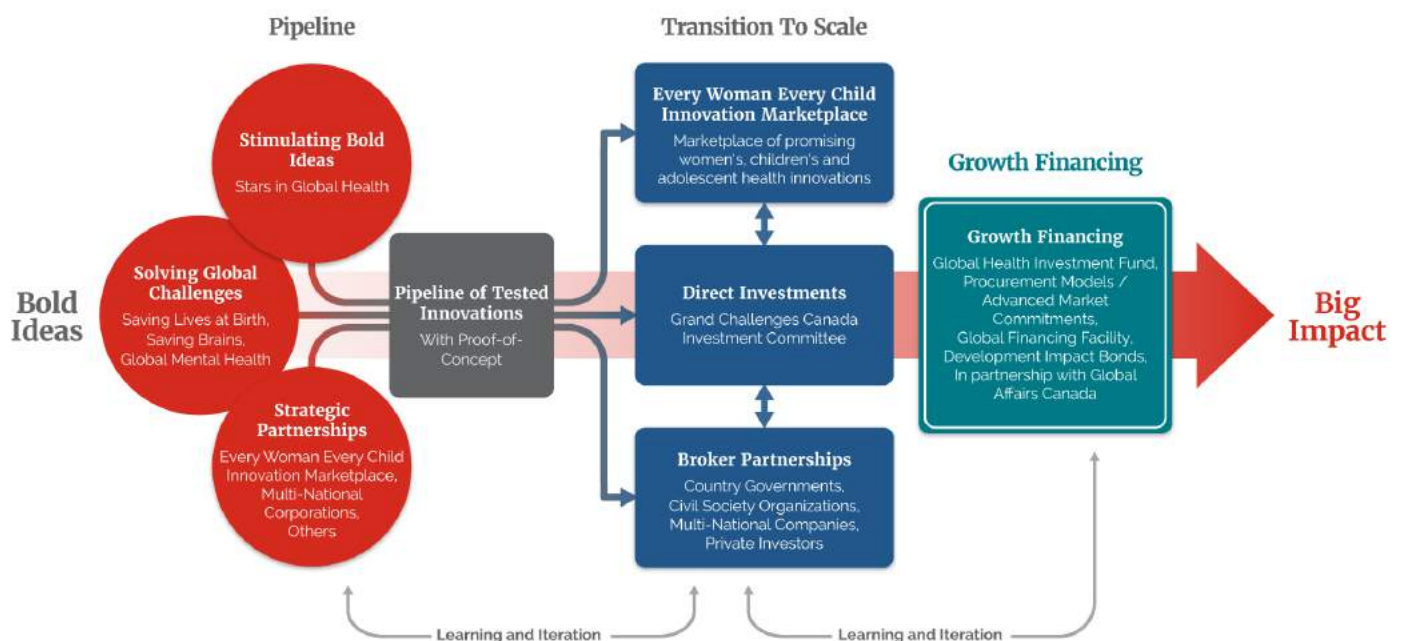 Pipeline
Transition To Scale
Growth Financing
Bold
Ideas
Stimulating Bold
Ideas
Stars in Global Health
Solving Global
Challenges
Saving Lives at Birth,
Saving Brains,
Global Mental Health
Strategic
Partnerships
Every Woman Every Child
Innovation Marketplace,
Multi-National
Corporations,
Others
Pipeline of Tested
Innovations
With Proof-of-
Concept
Every Woman Every Child
Innovation Marketplace
Marketplace of promising
women's, children's and
adolescent health innovations
Direct Investments
Grand Challenges Canada
Investment Committee
Broker Partnerships
Country Governments,
Civil Society Organizations,
Multi-National Companies,
Private Investors
Growth Financing
Global Health Investment Fund,
Procurement Models /
Advanced Market
Commitments,
Global Financing Facility,
Development Impact Bonds,
In partnership with Global
Affairs Canada
Big
Impact
Learning and Iteration
Learning and Iteration